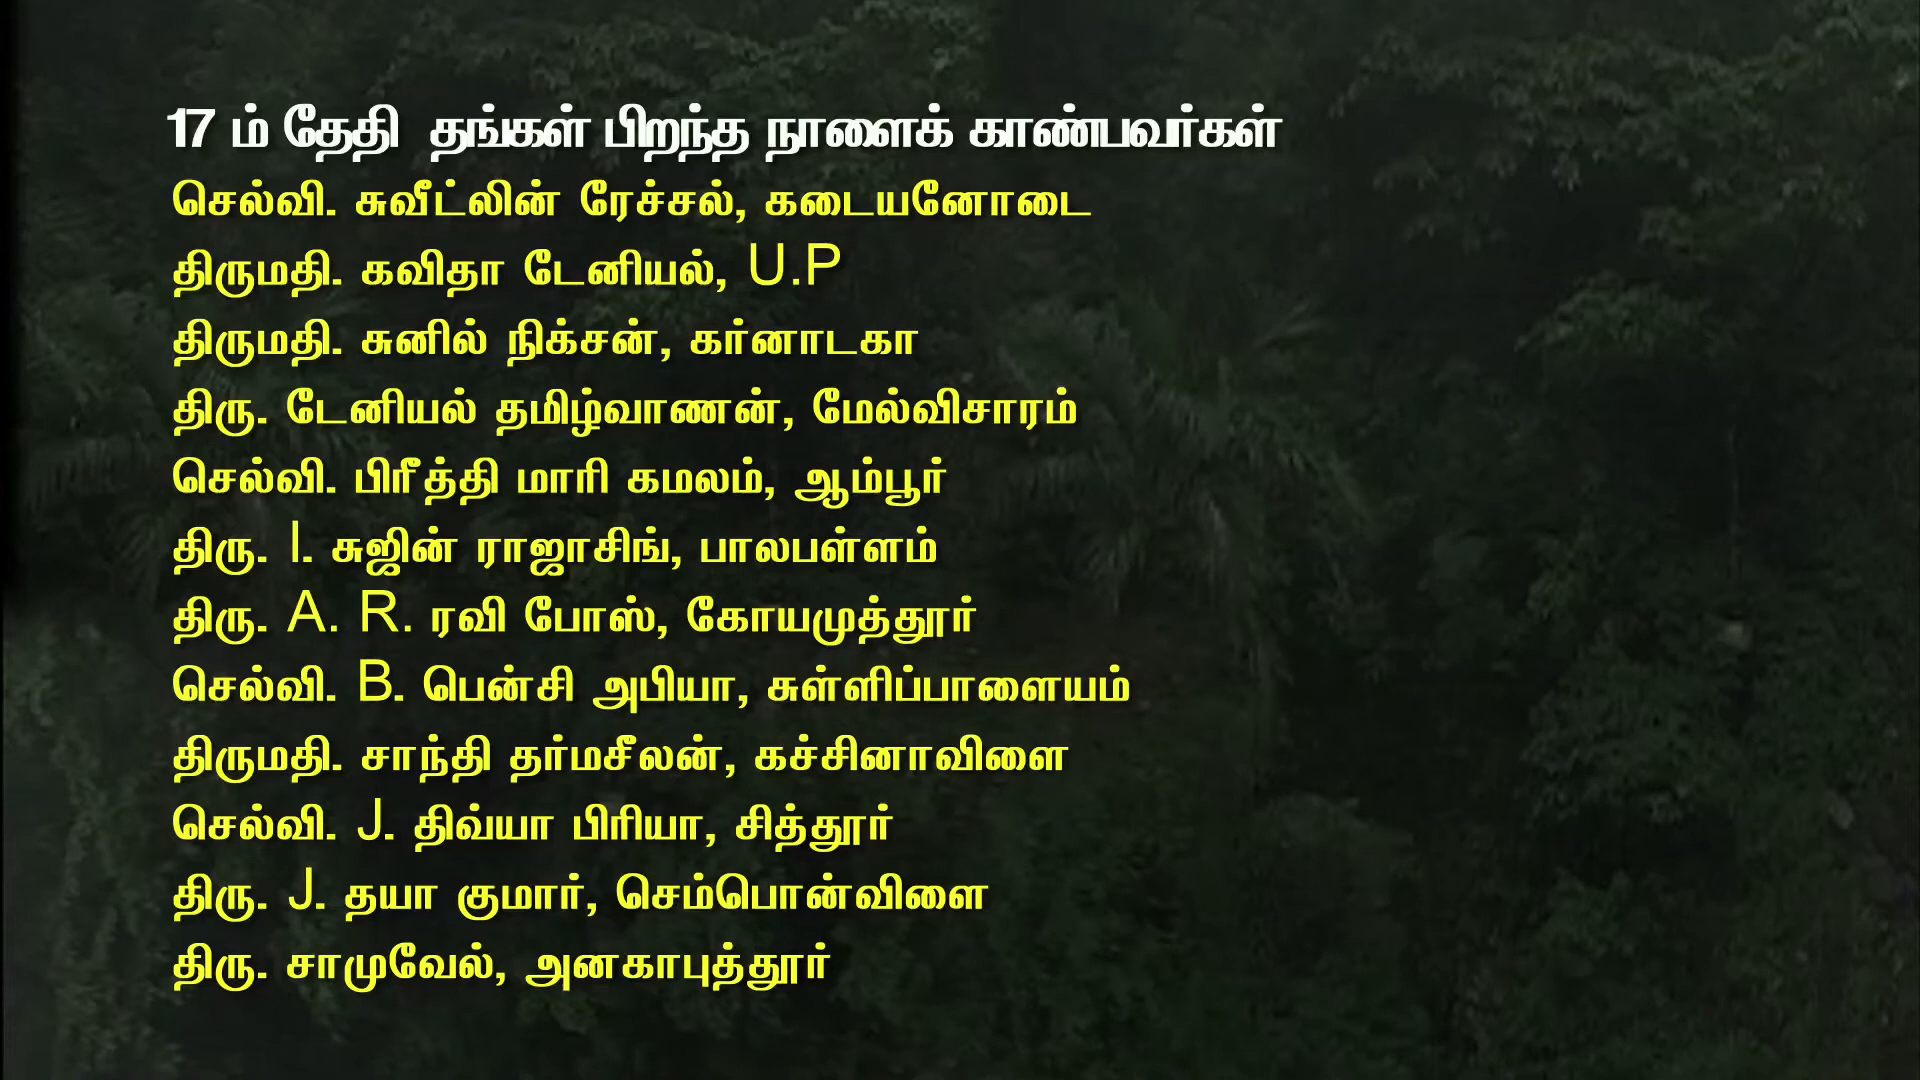 17 ம் தேதி தங்கள் பிறந்த நாளைக் காண்பவர்கள்
செல்வி. சுவீட்லின் ரேச்சல், கடையனோடை
திருமதி. கவிதா டேனியல், U.P
திருமதி. சுனில் நிக்சன், கர்னாடகா
திரு. டேனியல் தமிழ்வாணன், மேல்விசாரம்
செல்வி. பிரீத்தி மாரி கமலம், ஆம்பூர்
திரு. I. சுஜின் ராஜாசிங், பாலபள்ளம்
திரு. A. R. ரவி போஸ், கோயமுத்தூர்
செல்வி. B. பென்சி அபியா, சுள்ளிப்பாளையம்
திருமதி. சாந்தி தர்மசீலன், கச்சினாவிளை
செல்வி. J. திவ்யா பிரியா, சித்தூர்
திரு. J. தயா குமார், செம்பொன்விளை
திரு. சாமுவேல், அனகாபுத்தூர்